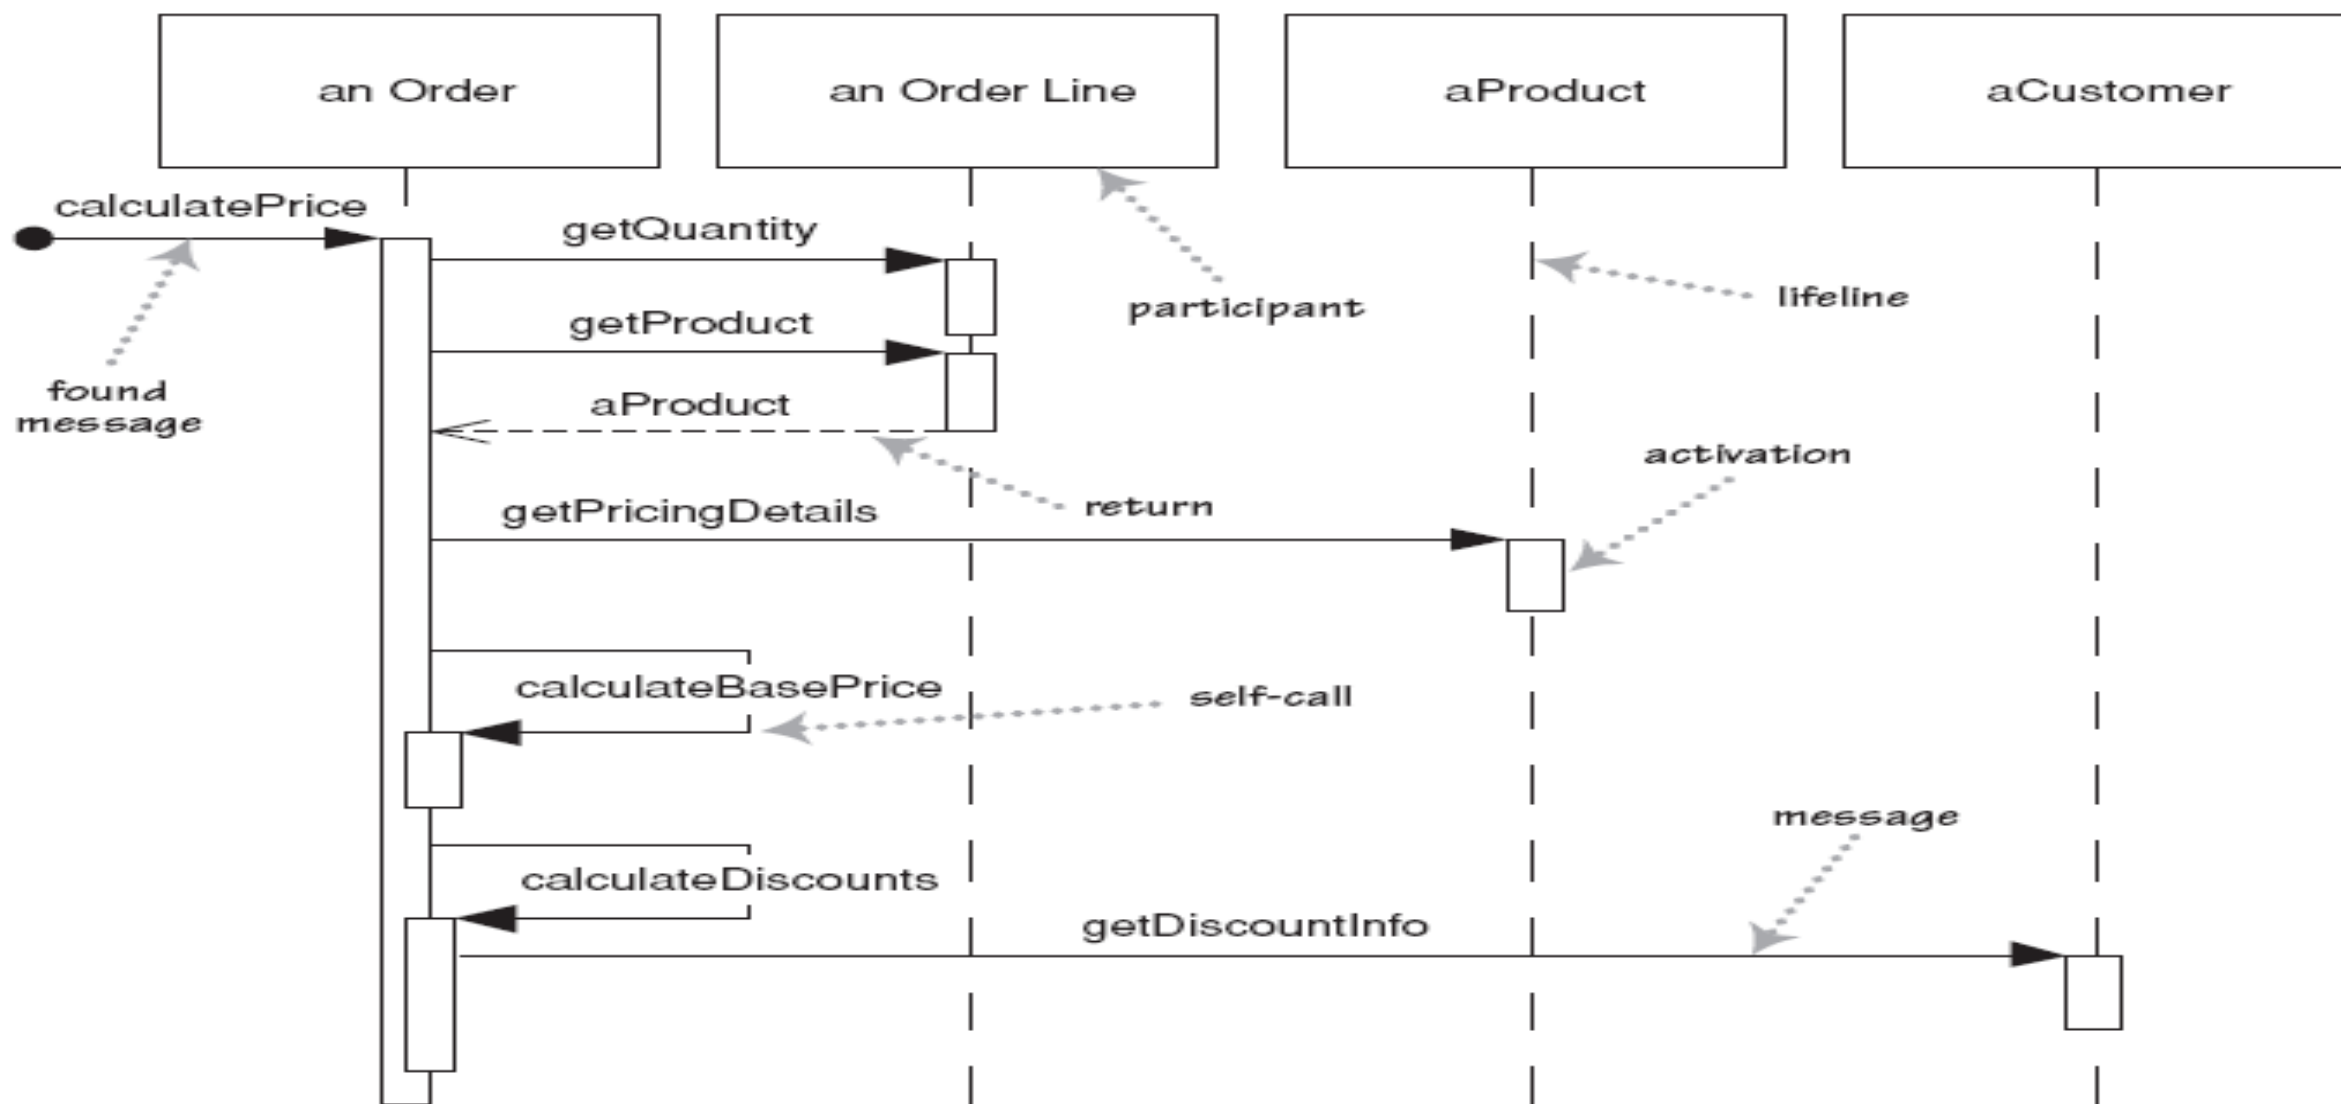 an Order
an Order Line
aProduct
aCustomer
calculatePrice
getQuantity
participant
lifeline
getProduct
found
message
aProduct
activation
return
getPricingDetails
calculateBasePrice
self-call
message
calculateDiscounts
getDiscountInfo